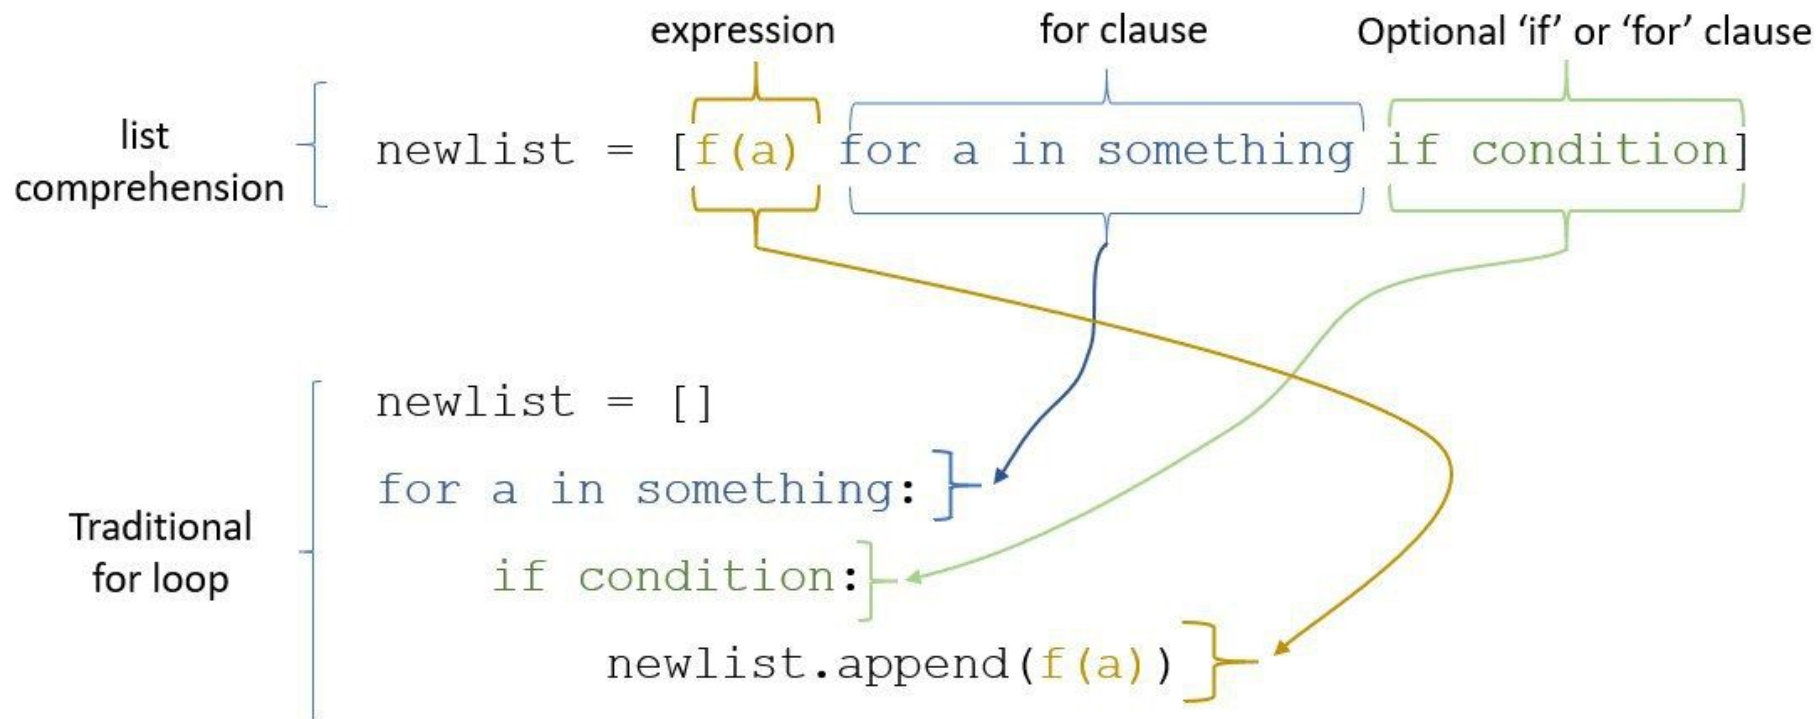 expression
for clause
Optional ‘if’ or ‘for’ clause
list
comprehension
newlist = [f(a) for a in something if condition]
Traditional
for loop
newlist = []
for a in something:
if condition:
newlist.append(f(a))